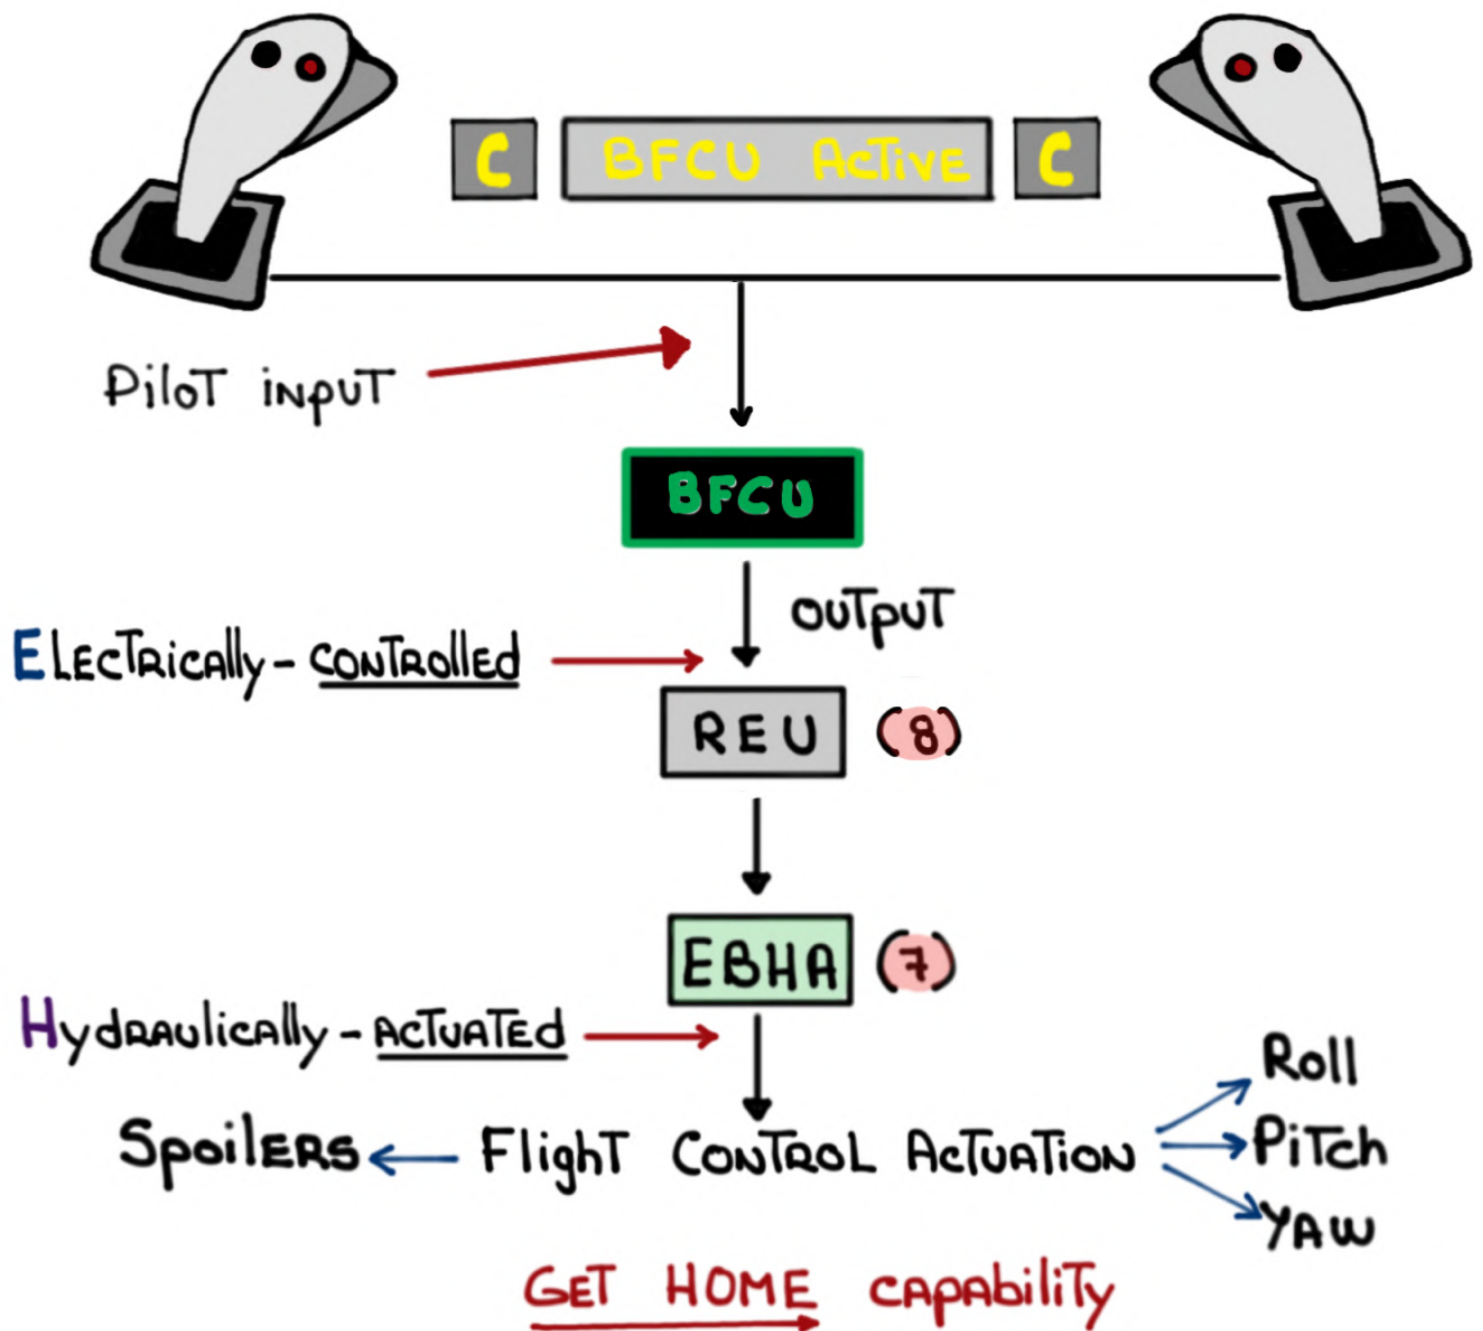 C BFCU ACTIVE C
PiloT inpuT
BFCU
OUTPUT
ELECTRically - CONTROllEd
REU (8)
EBHA (7)
HydRAulically - ACTUATEd
Roll
SpoilERS FlighT CONTROL ACTUATION PiTch
YAW
GET HOME CAPAbiliTY